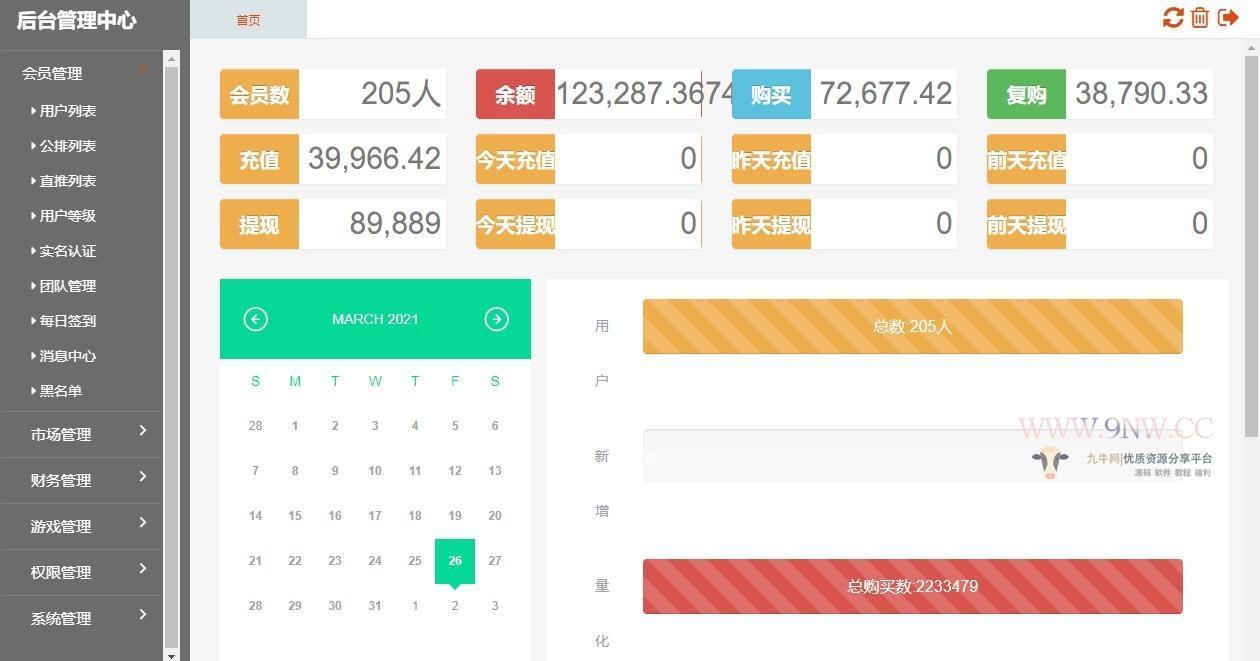 后台管理中心
首页
会员管理
用户列表
公排列表
直推列表
用户等级
实名认证
团队管理
每日签到
消息中心
黑名单
市场管理
财务管理
游戏管理
权限管理
系统管理
会员数 205人
余额 123,287.3674
购买 72,677.42
复购 38,790.33
充值 39,966.42
今天充值 0
昨天充值 0
前天充值 0
提现 89,889
今天提现 0
昨天提现 0
前天提现 0
MARCH 2021
S M T W T F S
28 1 2 3 4 5 6
7 8 9 10 11 12 13
14 15 16 17 18 19 20
21 22 23 24 25 26 27
28 29 30 31 1 2 3
用
户
总数:205人
新
增
量
化
总购买数:2233479
WWW.9NW.CC
九牛网|优质资源分享平台
源码 软件 教程 福利